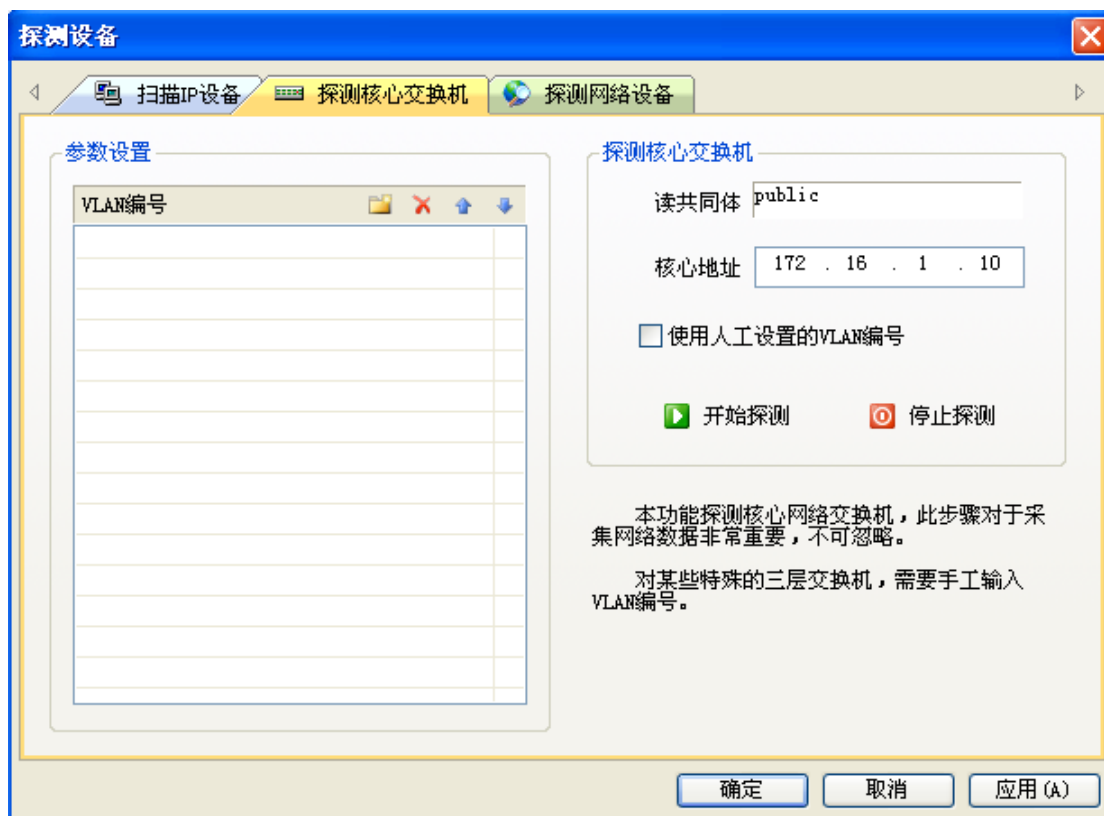 探测设备
扫描IP设备
探测核心交换机
探测网络设备
参数设置
VLAN编号
探测核心交换机
读共同体 public
核心地址 172 . 16 . 1 . 10
使用人工设置的VLAN编号
开始探测
停止探测
本功能探测核心网络交换机，此步骤对于采
集网络数据非常重要，不可忽略。
对某些特殊的三层交换机，需要手工输入
VLAN编号。
确定
取消
应用(A)